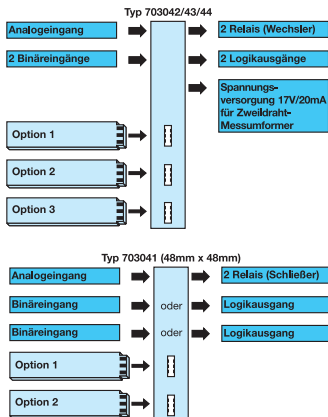 Typ 703042/43/44
Analogeingang
2 Relais (Wechsler)
2 Binäreingänge
2 Logikausgänge
Spannungs-
versorgung 17V/20mA
für Zweidraht-
Messumformer
Option 1
Option 2
Option 3
Typ 703041 (48mm x 48mm)
Analogeingang
2 Relais (Schließer)
Binäreingang
oder
Logikausgang
Binäreingang
oder
Logikausgang
Option 1
Option 2